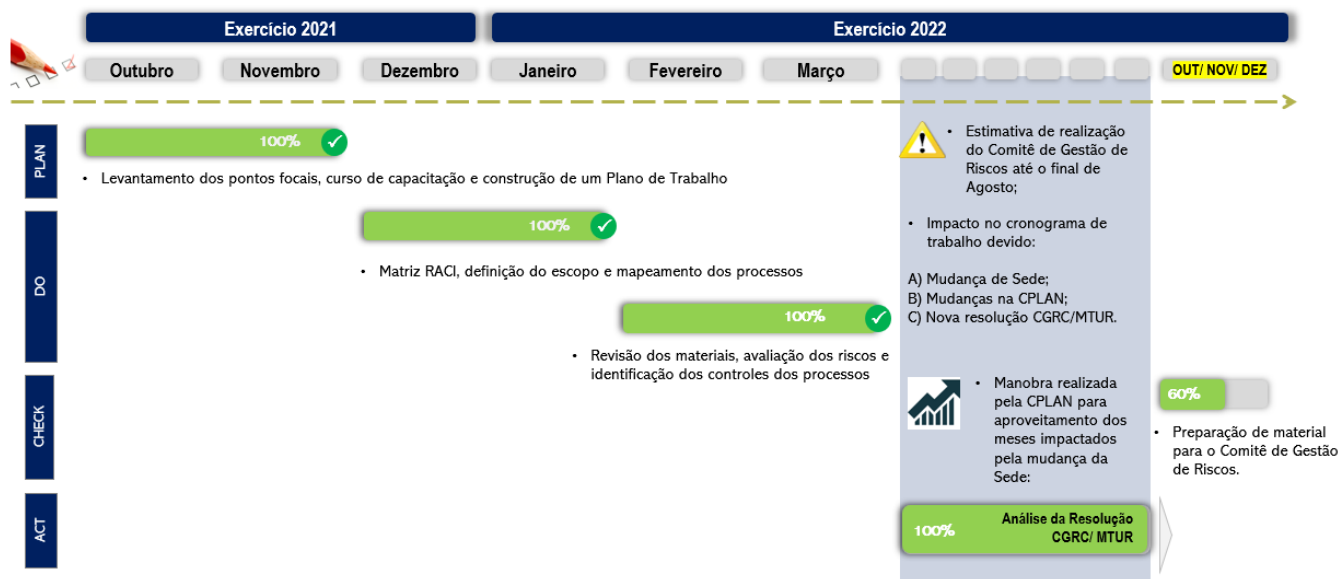 Exercício 2021
Exercício 2022
Outubro
Novembro
Dezembro
Janeiro
Fevereiro
Março
OUT/ NOV/ DEZ
PLAN
100%
• Levantamento dos pontos focais, curso de capacitação e construção de um Plano de Trabalho
DO
100%
• Matriz RACI, definição do escopo e mapeamento dos processos
100%
• Revisão dos materiais, avaliação dos riscos e
identificação dos controles dos processos
• Estimativa de realização
do Comitê de Gestão de
Riscos até o final de
Agosto;
• Impacto no cronograma de
trabalho devido:
A) Mudança de Sede;
B) Mudanças na CPLAN;
C) Nova resolução CGRC/MTUR.
CHECK
• Manobra realizada
pela CPLAN para
aproveitamento dos
meses impactados
pela mudança da
Sede:
60%
• Preparação de material
para o Comitê de Gestão
de Riscos.
ACT
100%
Análise da Resolução
CGRC/ MTUR